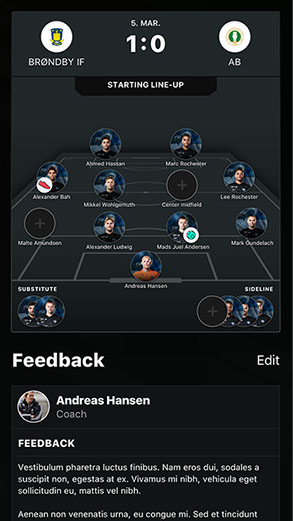 5. MAR.
1:0
BRØNDBY IF
AB
STARTING LINE-UP
Ahmed Hassan
Marc Rochester
Alexander Bah
Mikkel Wohlgemuth
Center midfield
Lee Rochester
Malte Amundsen
Alexander Ludwig
Mads Juel Andersen
Mark Gundelach
Andreas Hansen
SUBSTITUTE
SIDELINE
Feedback
Edit
Andreas Hansen
Coach
FEEDBACK
Vestibulum pharetra luctus finibus. Nam eros dui, sodales a
suscipit non, egestas at ex. Vivamus mi nibh, vehicula eget
sollicitudin eu, mattis vel nibh.
Aenean non venenatis urna, eu congue mi. Sed et tincidunt